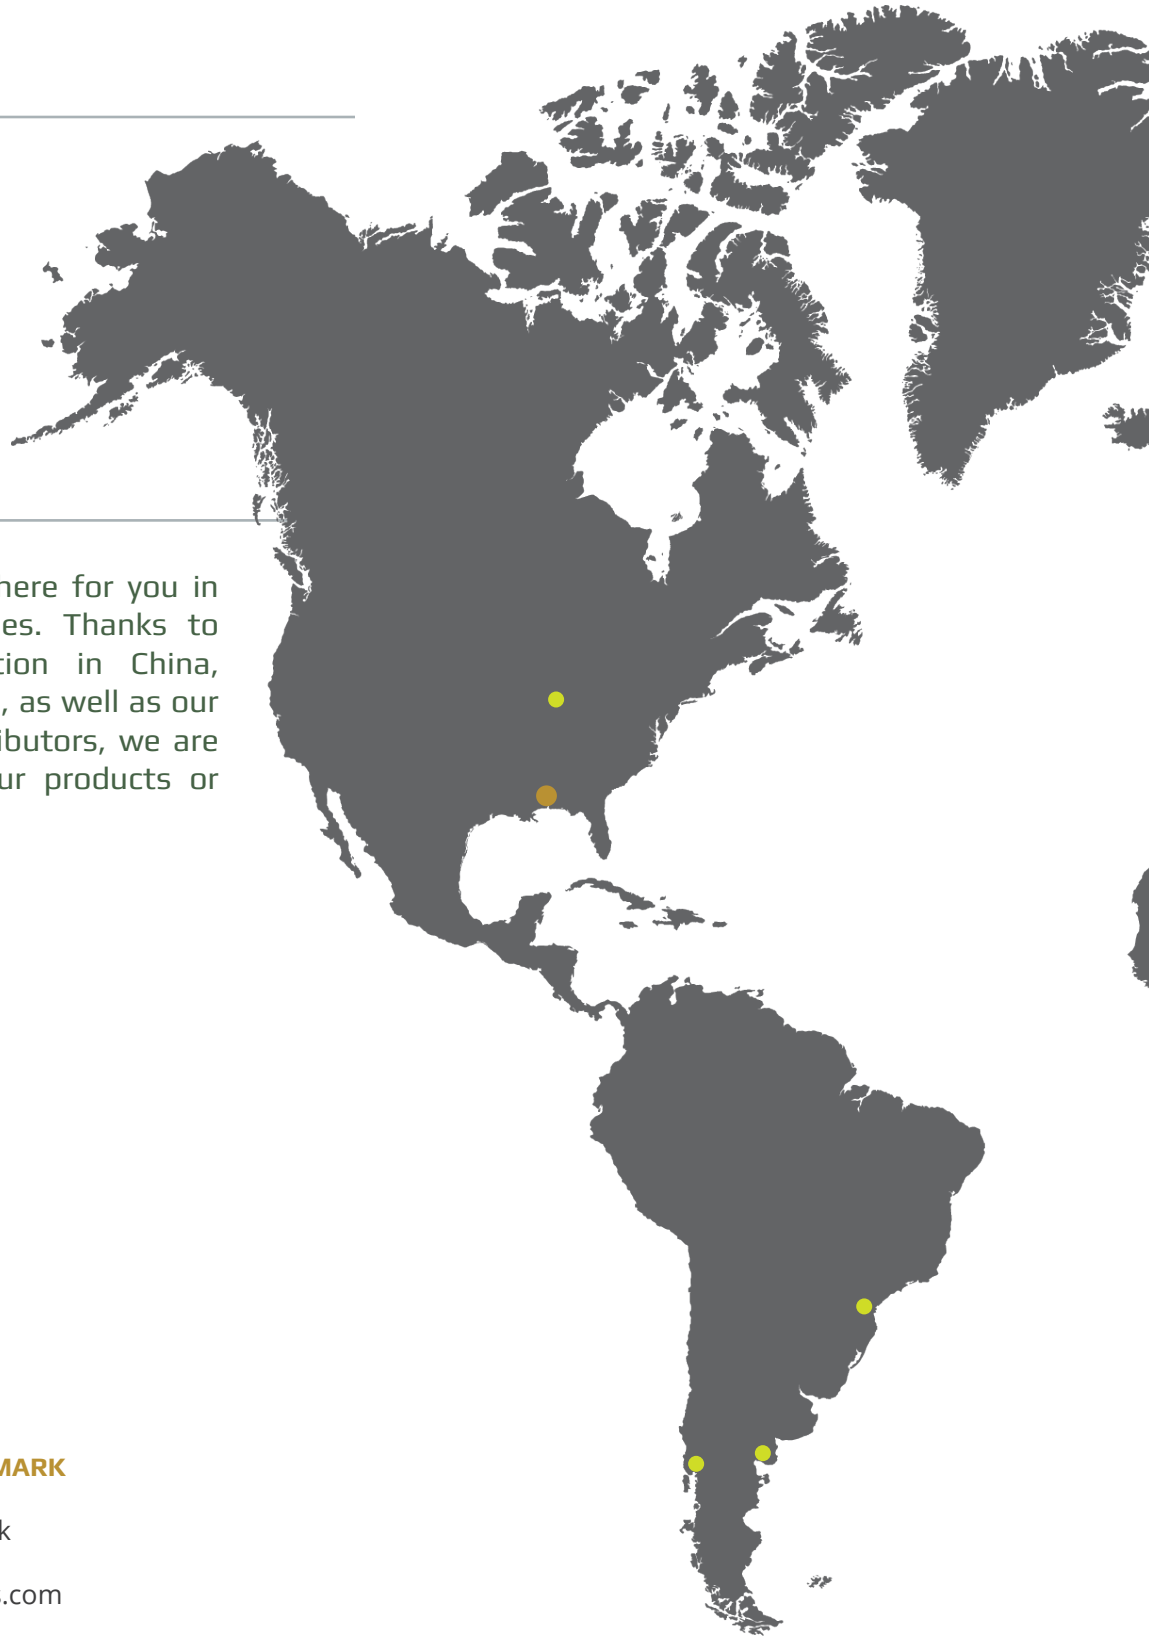 here for you in
es. Thanks to
tion in China,
, as well as our
ibutors, we are
ur products or
MARK
k
s.com